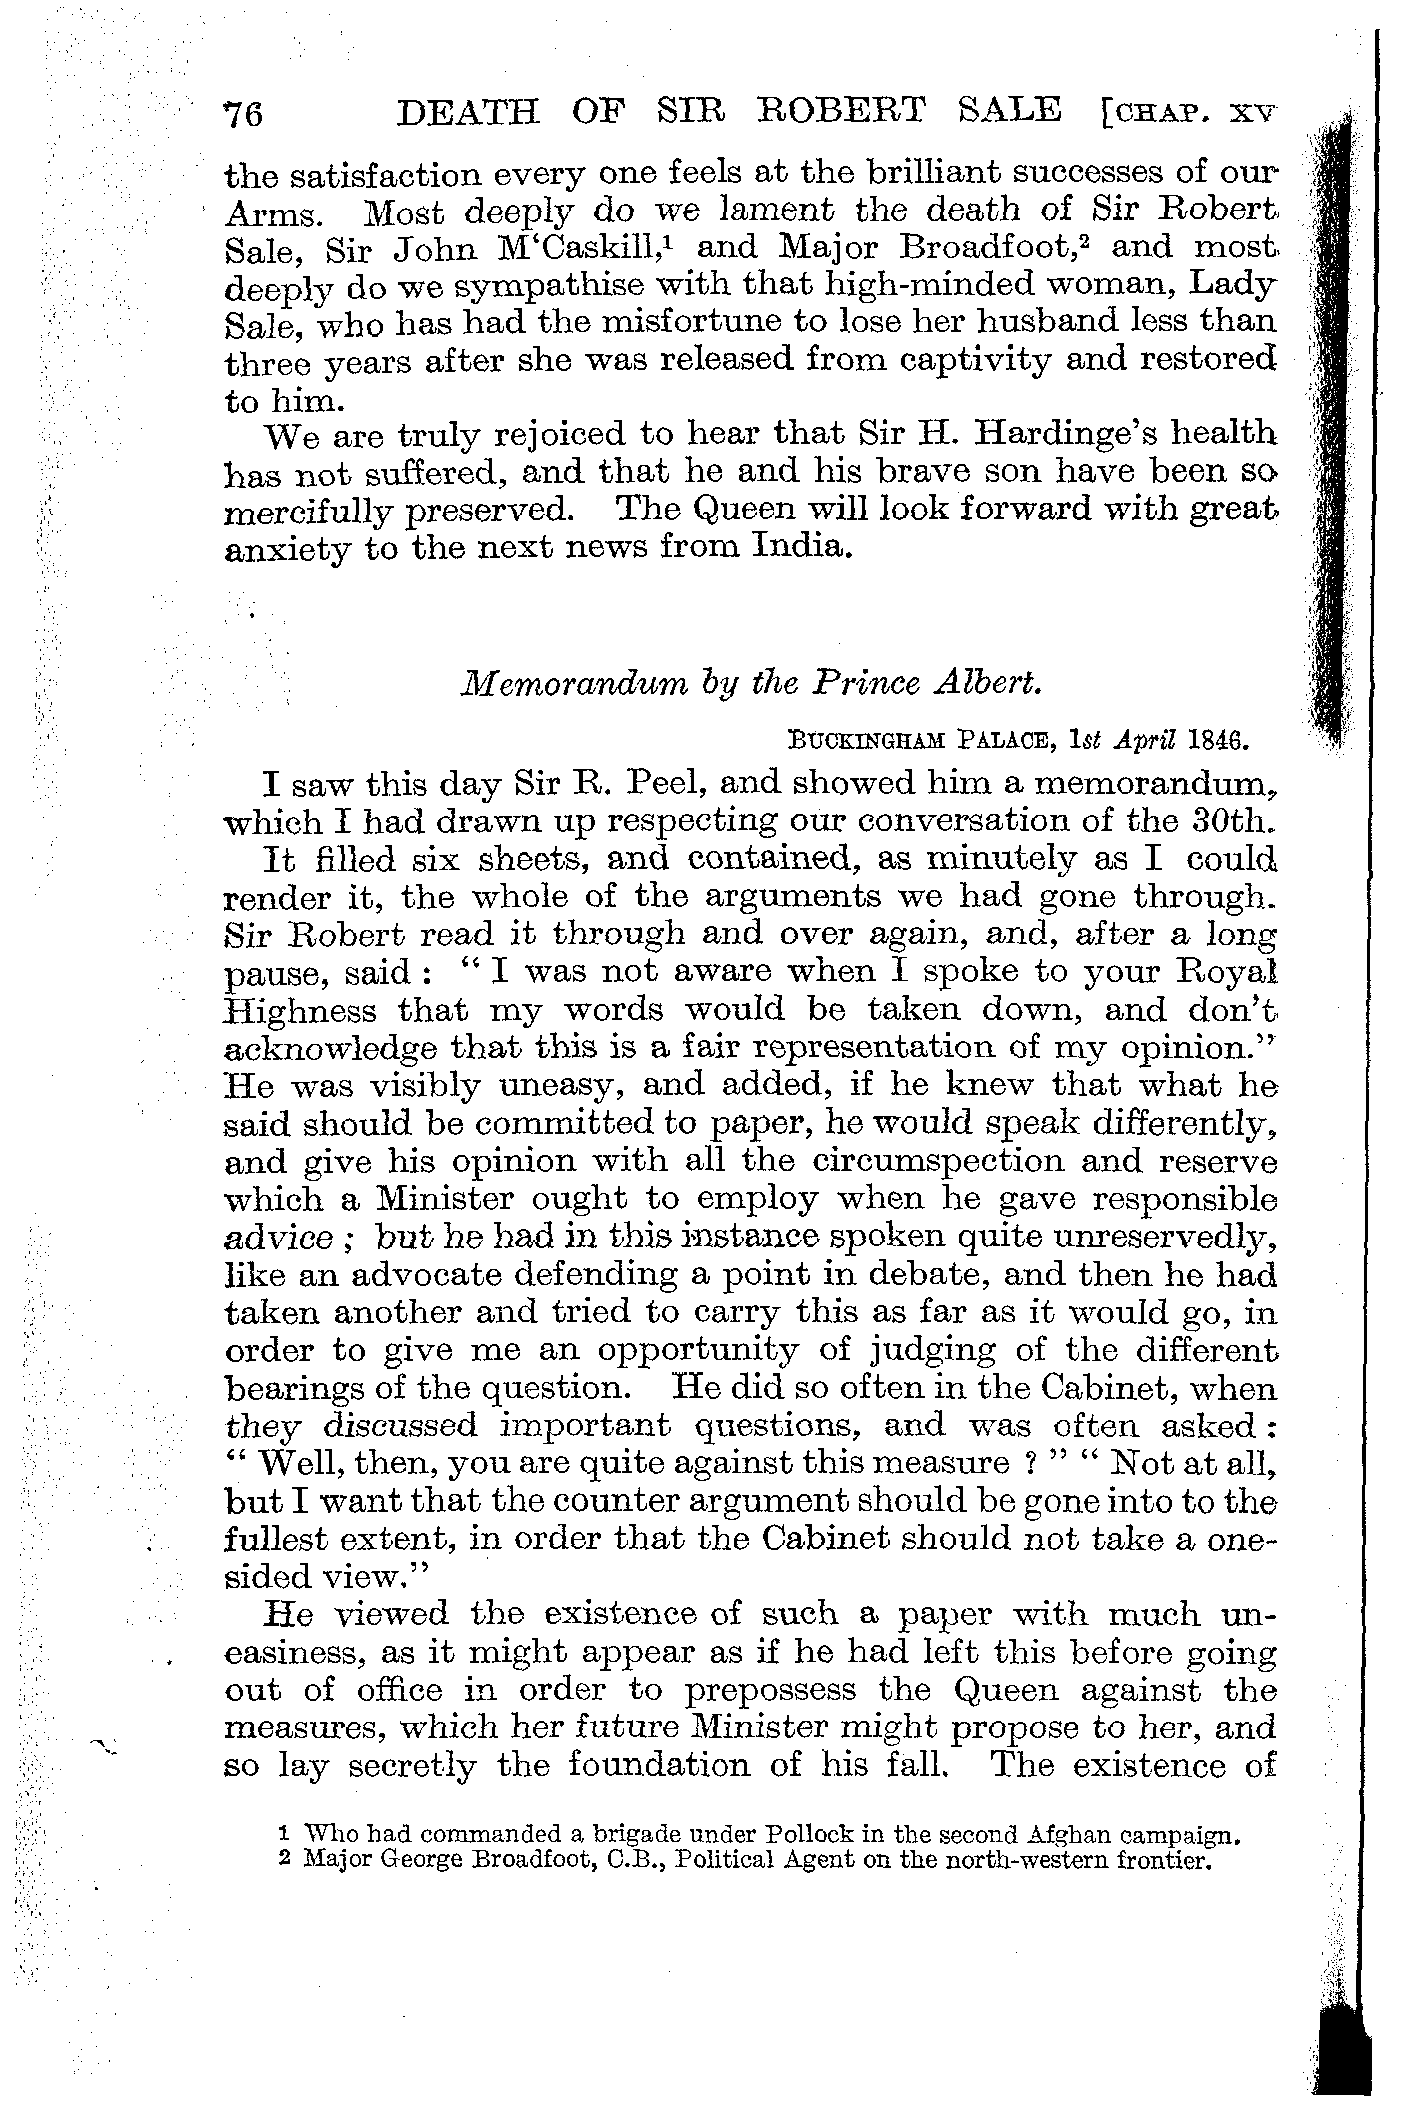 76 DEATH OF SIR ROBERT SALE [CHAP. XV
the satisfaction every one feels at the brilliant successes of our
Arms. Most deeply do we lament the death of Sir Robert
Sale, Sir John M‘Caskill,¹ and Major Broadfoot,² and most
deeply do we sympathise with that high-minded woman, Lady
Sale, who has had the misfortune to lose her husband less than
three years after she was released from captivity and restored
to him.
We are truly rejoiced to hear that Sir H. Hardinge's health
has not suffered, and that he and his brave son have been so
mercifully preserved. The Queen will look forward with great
anxiety to the next news from India.
Memorandum by the Prince Albert.
BUCKINGHAM PALACE, 1st April 1846.
I saw this day Sir R. Peel, and showed him a memorandum,
which I had drawn up respecting our conversation of the 30th.
It filled six sheets, and contained, as minutely as I could
render it, the whole of the arguments we had gone through.
Sir Robert read it through and over again, and, after a long
pause, said : “ I was not aware when I spoke to your Royal
Highness that my words would be taken down, and don't
acknowledge that this is a fair representation of my opinion.”
He was visibly uneasy, and added, if he knew that what he
said should be committed to paper, he would speak differently,
and give his opinion with all the circumspection and reserve
which a Minister ought to employ when he gave responsible
advice ; but he had in this instance spoken quite unreservedly,
like an advocate defending a point in debate, and then he had
taken another and tried to carry this as far as it would go, in
order to give me an opportunity of judging of the different
bearings of the question. He did so often in the Cabinet, when
they discussed important questions, and was often asked :
“ Well, then, you are quite against this measure ? ” “ Not at all,
but I want that the counter argument should be gone into to the
fullest extent, in order that the Cabinet should not take a one-
sided view.”
He viewed the existence of such a paper with much un-
easiness, as it might appear as if he had left this before going
out of office in order to prepossess the Queen against the
measures, which her future Minister might propose to her, and
so lay secretly the foundation of his fall. The existence of
1 Who had commanded a brigade under Pollock in the second Afghan campaign.
2 Major George Broadfoot, C.B., Political Agent on the north-western frontier.